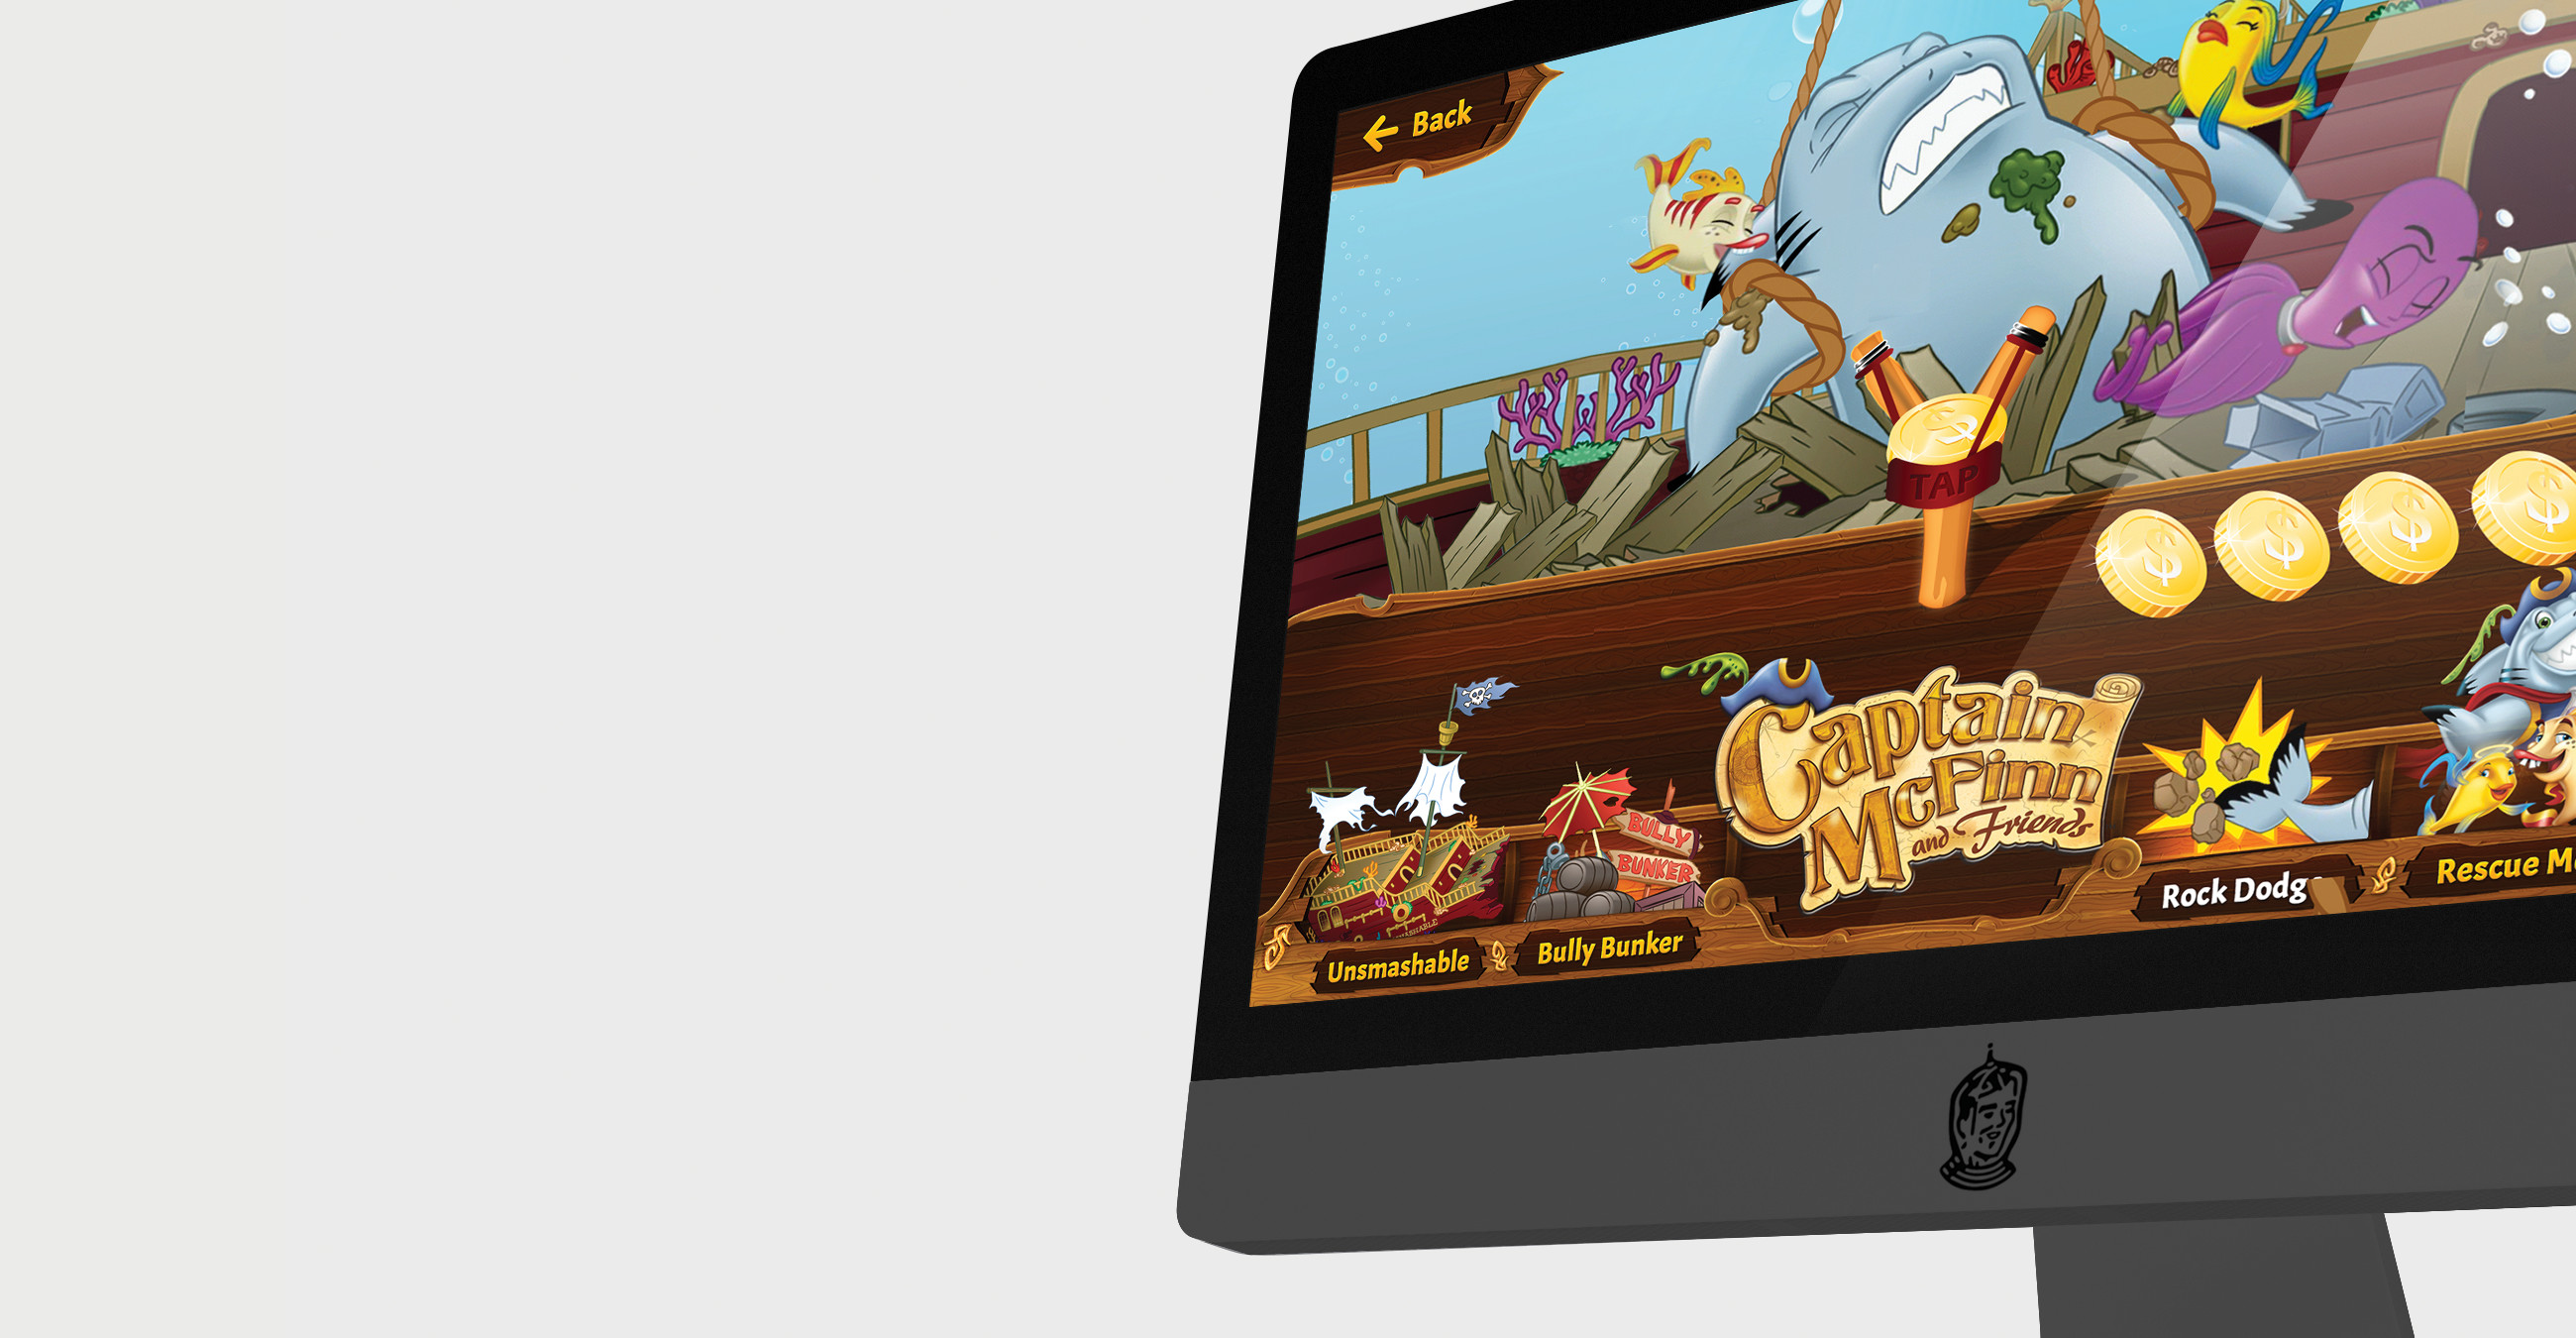 Back
TAP
Captain
McFinn
and Friends
BULLY
BUNKER
Unsmashable
Bully Bunker
Rock Dodg
Rescue M